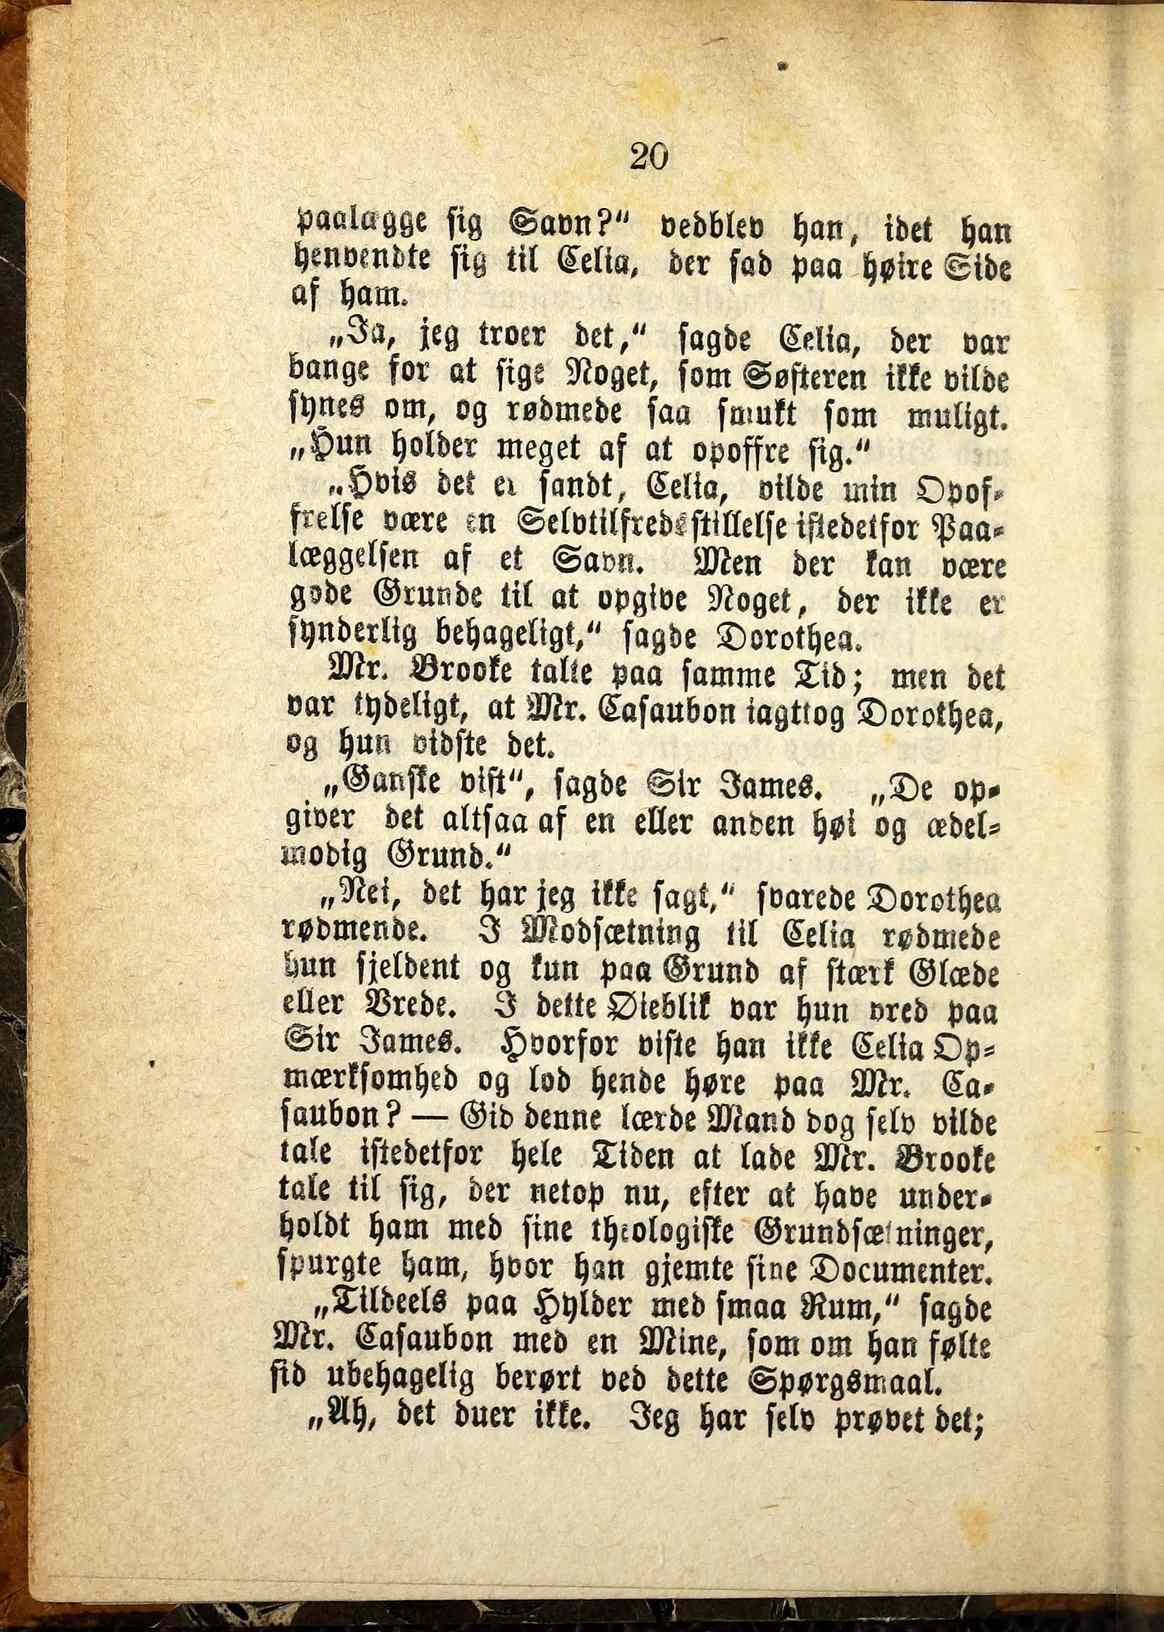 20
paalægge sig Savn?" vedblev han, idet han
henvendte sig til Celia, der sad paa høire Side
af ham.
„Ja, jeg troer det,“ sagde Celia, der var
bange for at sige Noget, som Søsteren ikke vilde
synes om, og rødmede saa smukt som muligt.
„Hun holder meget af at opoffre sig.“
„Hvis det er sandt, Celia, vilde min Opof-
frelse være en Selvtilfredsstillelse istedetfor Paa-
læggelsen af et Savn. Men der kan være
gode Grunde til at opgive Noget, der ikke er
synderlig behageligt,“ sagde Dorothea.
Mr. Brooke talte paa samme Tid; men det
var tydeligt, at Mr. Casaubon iagttog Dorothea,
og hun vidste det.
„Ganske vist“, sagde Sir James. „De op-
giver det altsaa af en eller anden høi og ædel-
modig Grund.“
„Nei, det har jeg ikke sagt,“ svarede Dorothea
rødmende. I Modsætning til Celia rødmede
hun sjeldent og kun paa Grund af stærk Glæde
eller Vrede. I dette Øieblik var hun vred paa
Sir James. Hvorfor viste han ikke Celia Op-
mærksomhed og lod hende høre paa Mr. Ca-
saubon? — Gid denne lærde Mand dog selv vilde
tale istedetfor hele Tiden at lade Mr. Brooke
tale til sig, der netop nu, efter at have under-
holdt ham med sine theologiske Grundsætninger,
spurgte ham, hvor han gjemte sine Documenter.
„Tildeels paa Hylder med smaa Rum,“ sagde
Mr. Casaubon med en Mine, som om han følte
sid ubehagelig berørt ved dette Spørgsmaal.
„Ah, det duer ikke. Jeg har selv prøvet det;